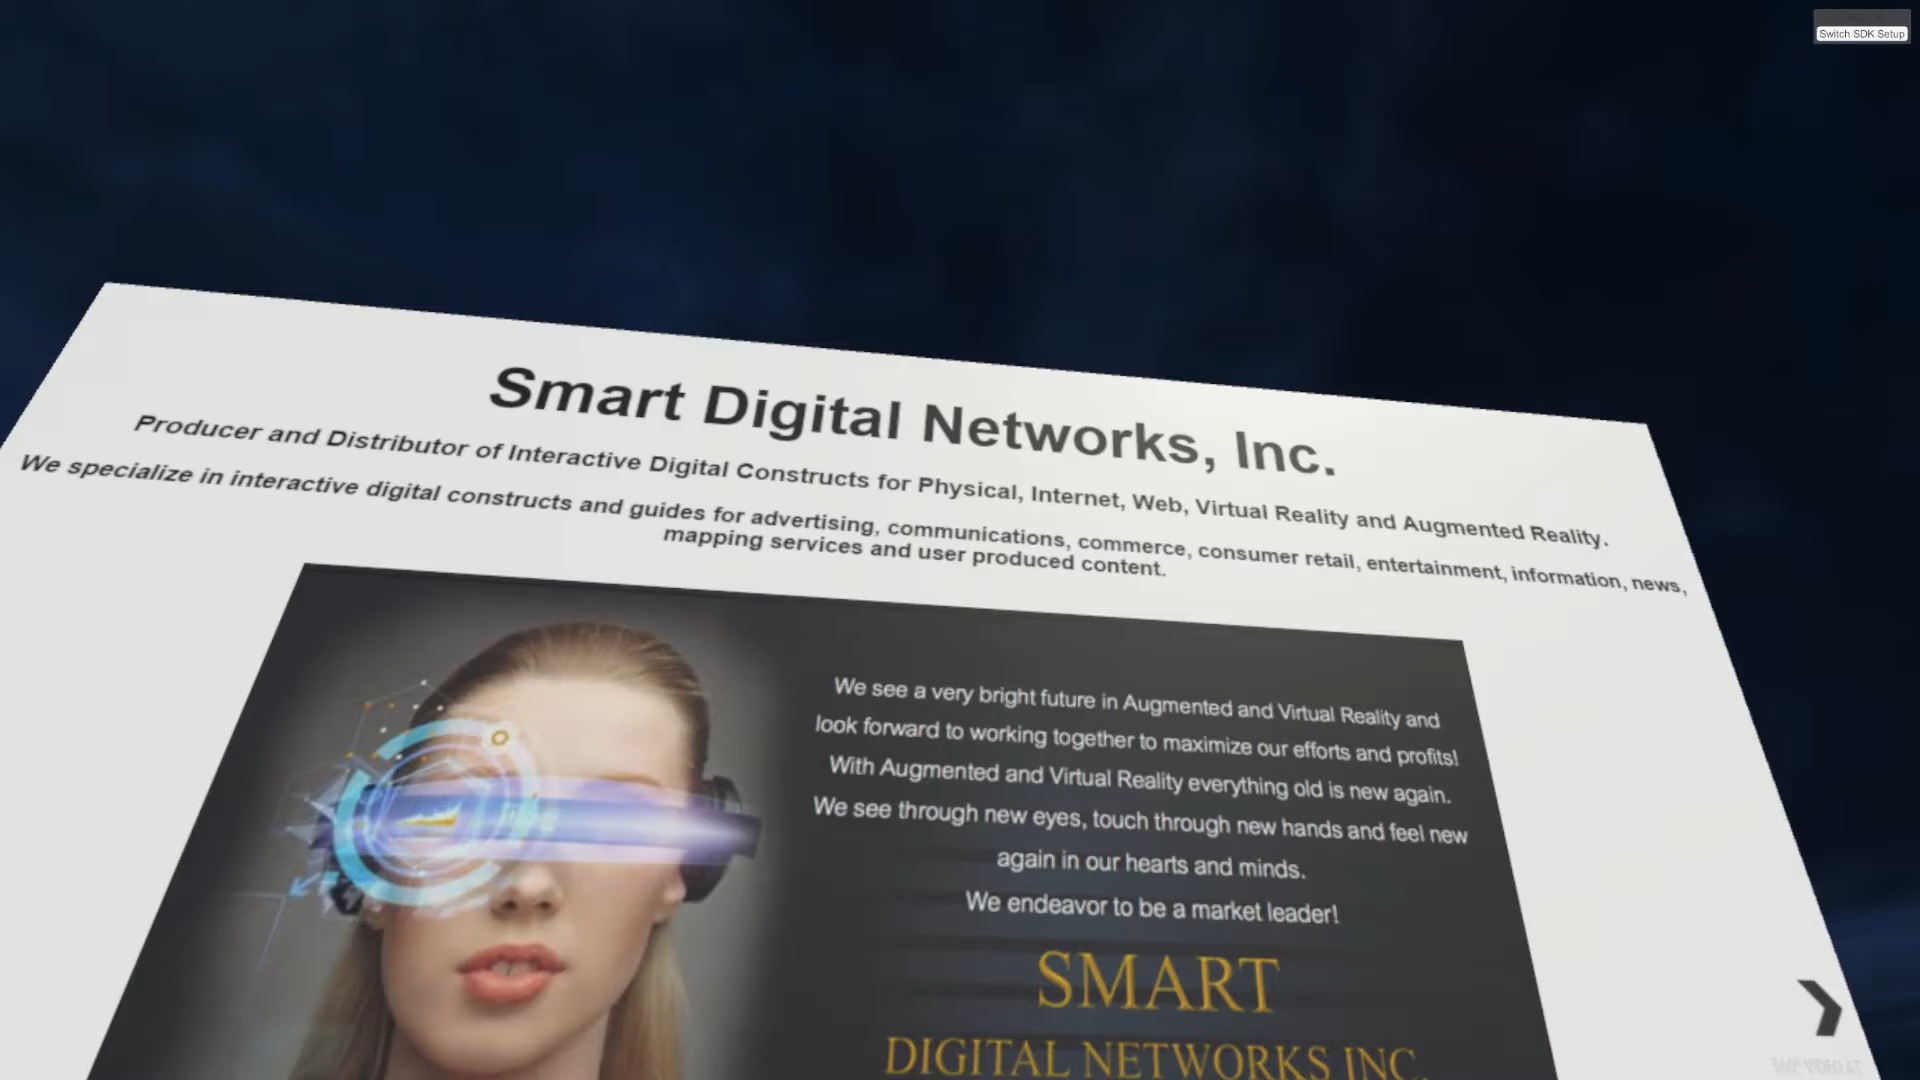 Switch SDK Setup
Smart Digital Networks, Inc.
Producer and Distributor of Interactive Digital Constructs for Physical, Internet, Web, Virtual Reality and Augmented Reality.
We specialize in interactive digital constructs and guides for advertising, communications, commerce, consumer retail, entertainment, information, news,
mapping services and user produced content.
We see a very bright future in Augmented and Virtual Reality and
look forward to working together to maximize our efforts and profits!
With Augmented and Virtual Reality everything old is new again.
We see through new eyes, touch through new hands and feel new
again in our hearts and minds.
We endeavor to be a market leader!
SMART
DIGITAL NETWORKS INC.